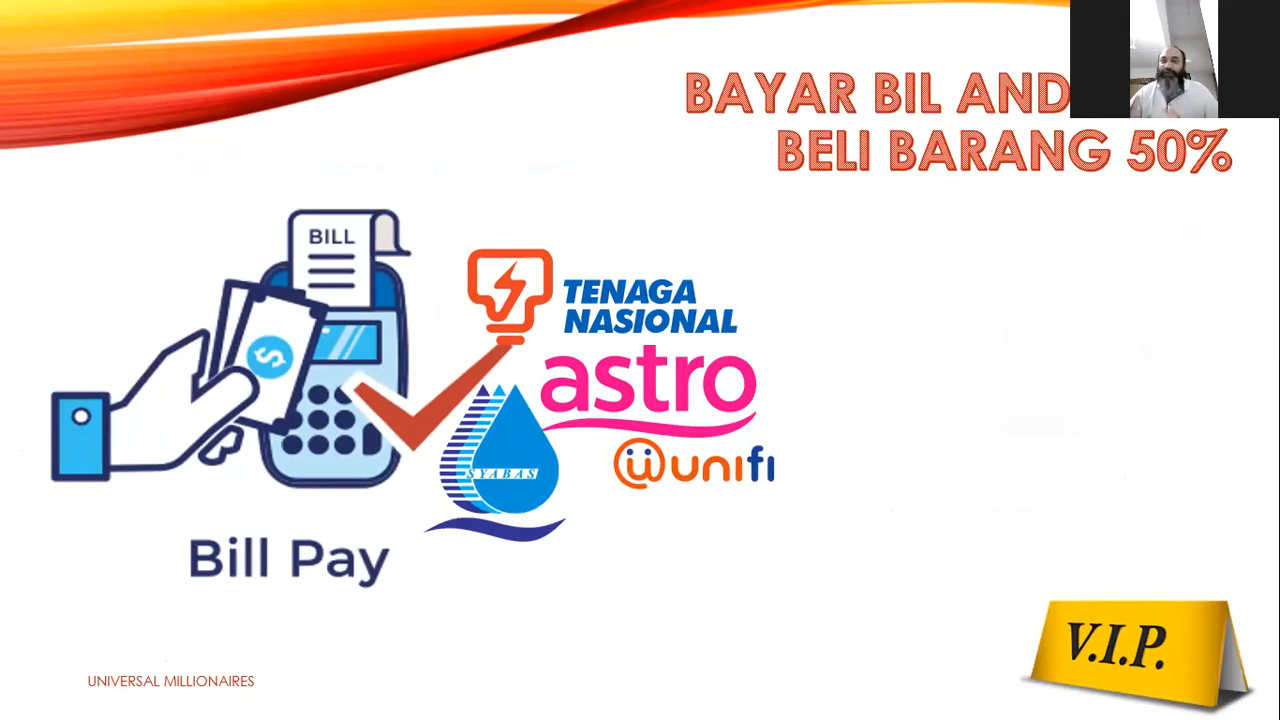 BAYAR BIL AND
BELI BARANG 50%
BILL
TENAGA
NASIONAL
astro
SYABAS
unifi
Bill Pay
V.I.P.
UNIVERSAL MILLIONAIRES